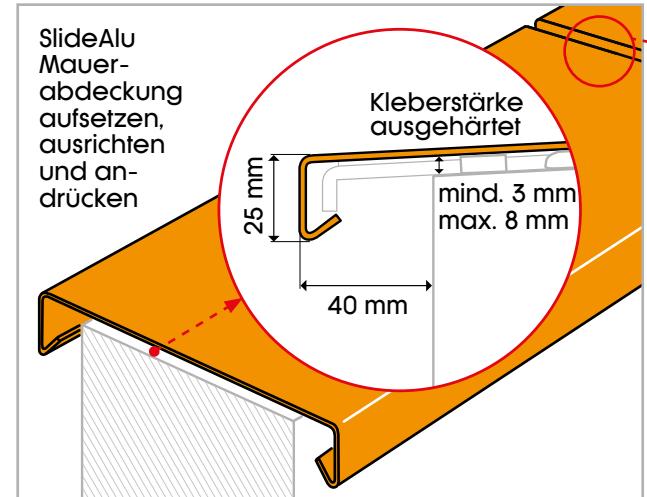 SlideAlu
Mauer-
abdeckung
aufsetzen,
ausrichten
und an-
drücken
Kleberstärke
ausgehärtet
25 mm
mind. 3 mm
max. 8 mm
40 mm